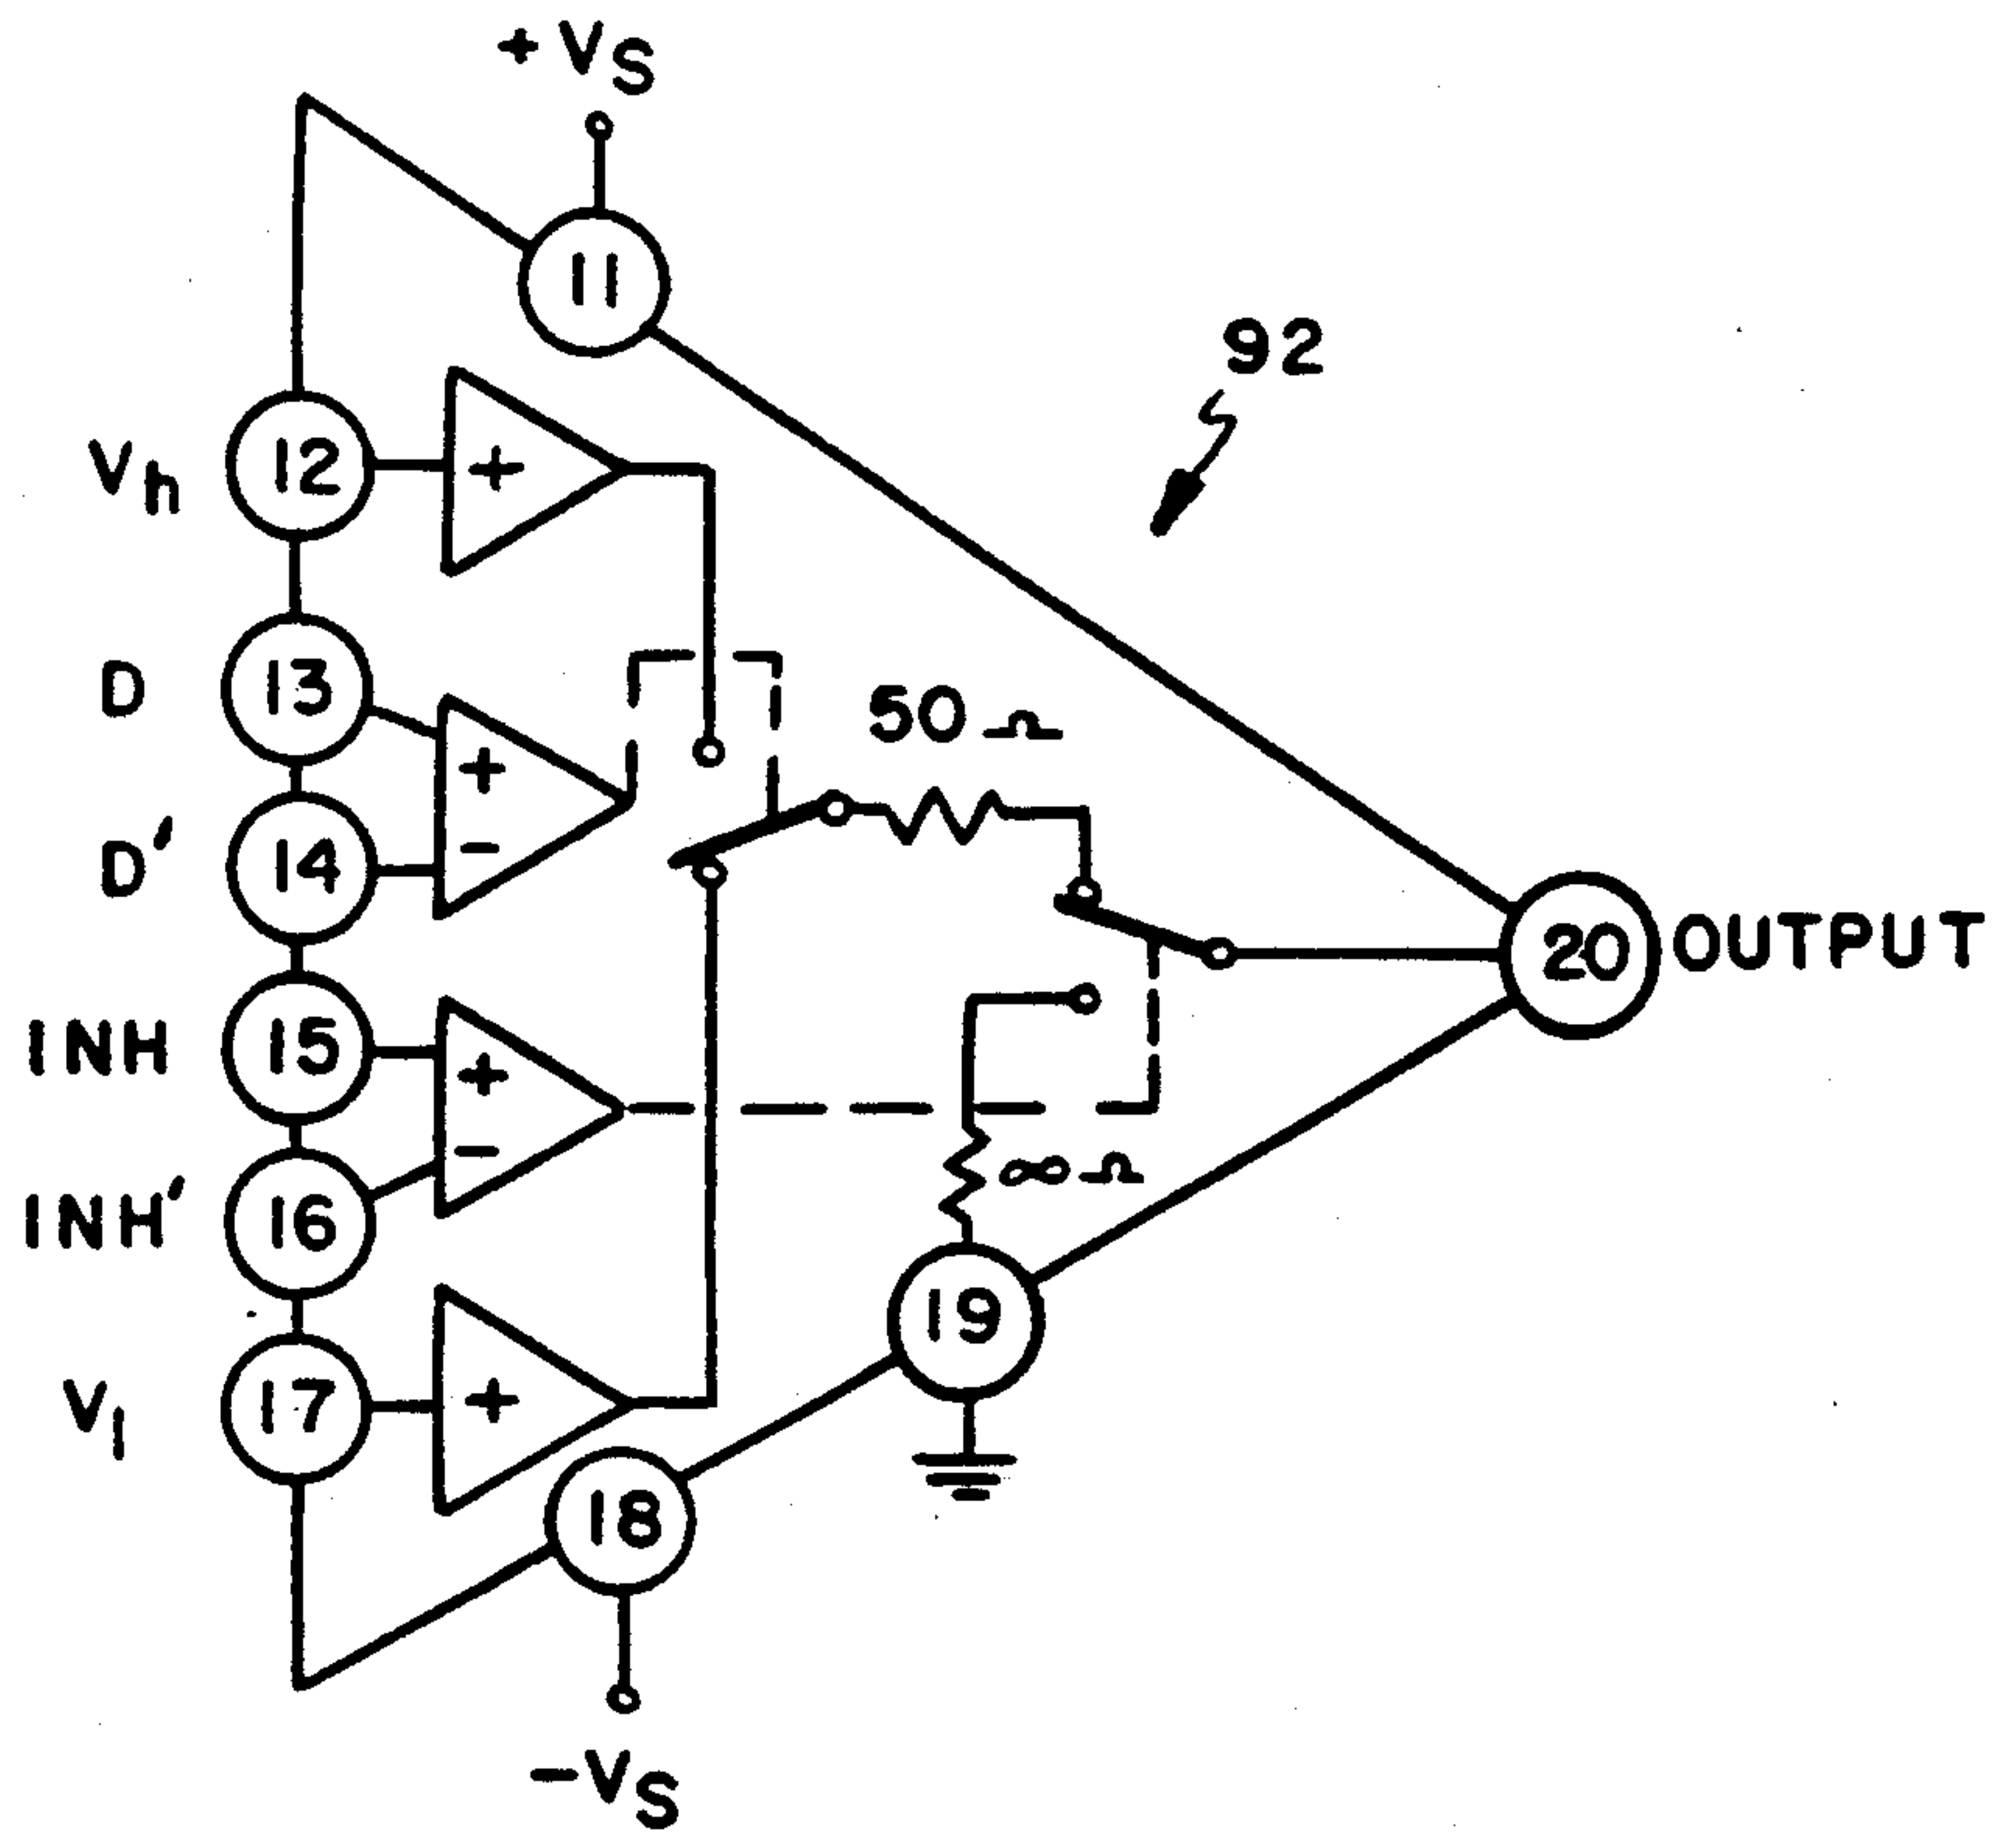 +VS
11
92
Vh 12 +
D 13 +
50Ω
D′ 14 −
20 OUTPUT
INH 15 +
INH′ 16 −
∞Ω
19
Vl 17 +
18
−VS